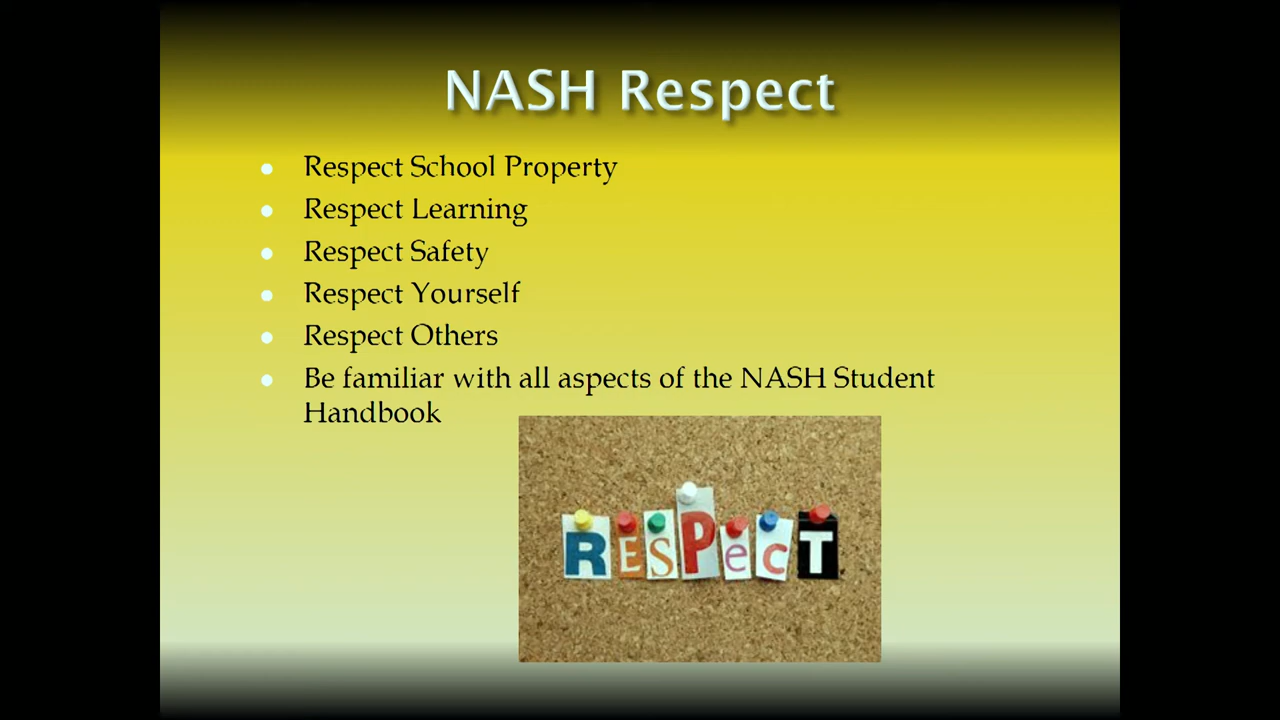 NASH Respect
Respect School Property
Respect Learning
Respect Safety
Respect Yourself
Respect Others
Be familiar with all aspects of the NASH Student
Handbook
REsPecT